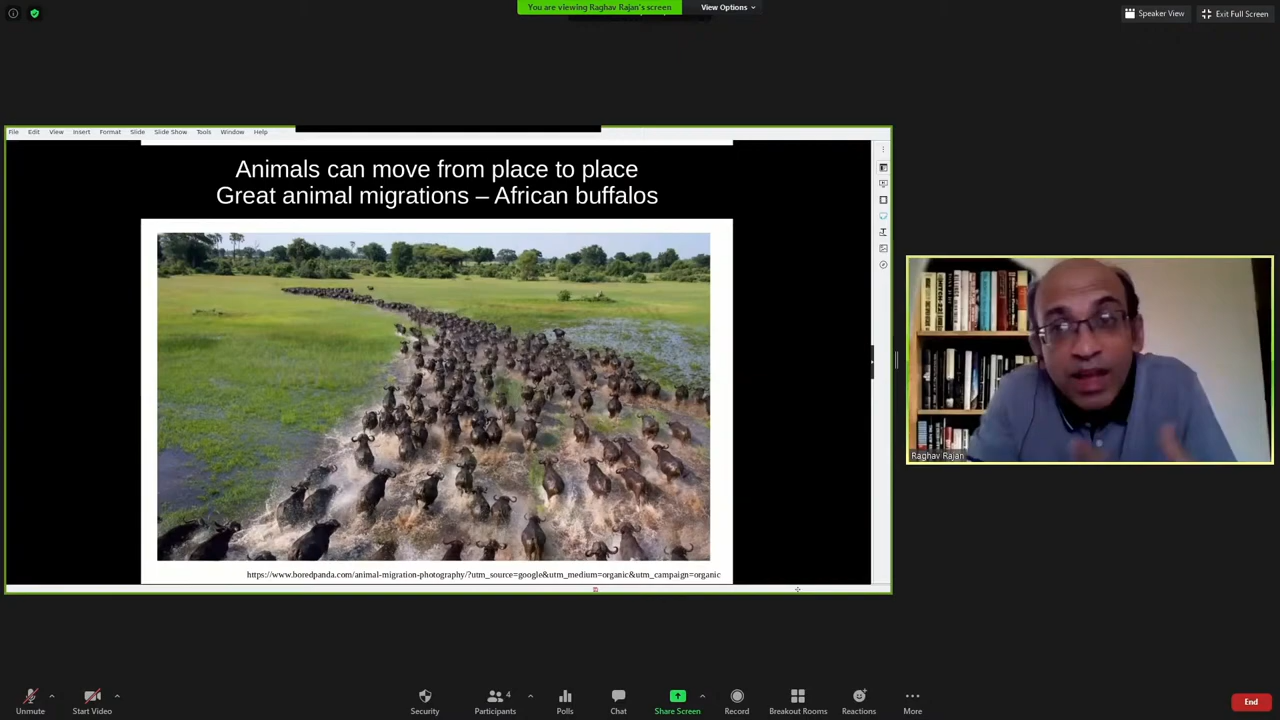 You are viewing Raghav Rajan's screen
View Options
Speaker View
Exit Full Screen
File Edit View Insert Format Slide Slide Show Tools Window Help
Animals can move from place to place
Great animal migrations – African buffalos
https://www.boredpanda.com/animal-migration-photography/?utm_source=google&utm_medium=organic&utm_campaign=organic
Raghav Rajan
Unmute
Start Video
Security
Participants 4
Polls
Chat
Share Screen
Record
Breakout Rooms
Reactions
More
End